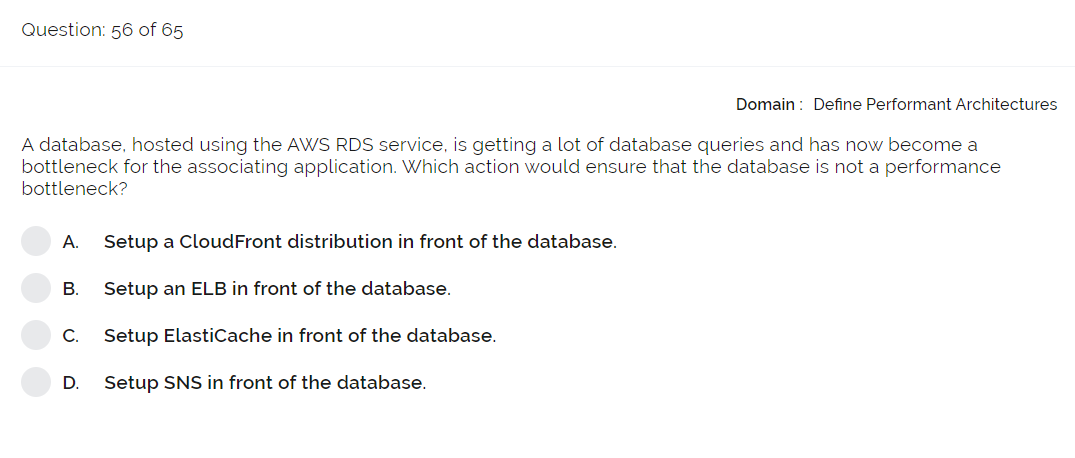 Question: 56 of 65
Domain : Define Performant Architectures
A database, hosted using the AWS RDS service, is getting a lot of database queries and has now become a
bottleneck for the associating application. Which action would ensure that the database is not a performance
bottleneck?
A. Setup a CloudFront distribution in front of the database.
B. Setup an ELB in front of the database.
C. Setup ElastiCache in front of the database.
D. Setup SNS in front of the database.